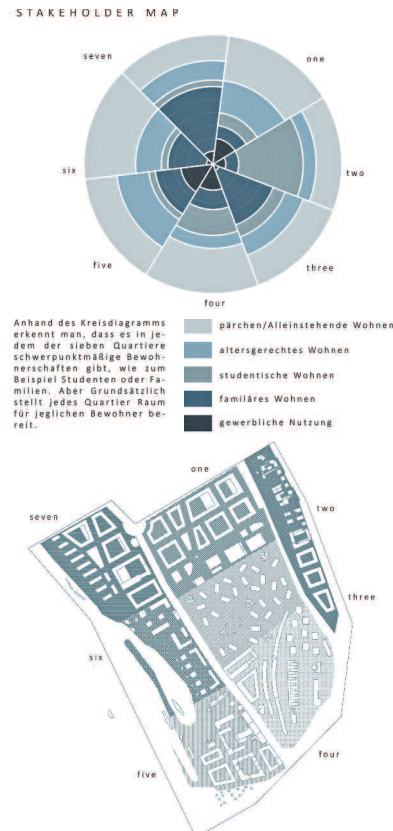 STAKEHOLDER MAP
seven
one
six
two
five
three
four
Anhand des Kreisdiagramms
erkennt man, dass es in je-
dem der sieben Quartiere
schwerpunktmäßige Bewoh-
nerschaften gibt, wie zum
Beispiel Studenten oder Fa-
milien. Aber Grundsätzlich
stellt jedes Quartier Raum
für jeglichen Bewohner be-
reit.
pärchen/Alleinstehende Wohnen
altersgerechtes Wohnen
studentische Wohnen
familäres Wohnen
gewerbliche Nutzung
one
seven
two
three
six
four
five